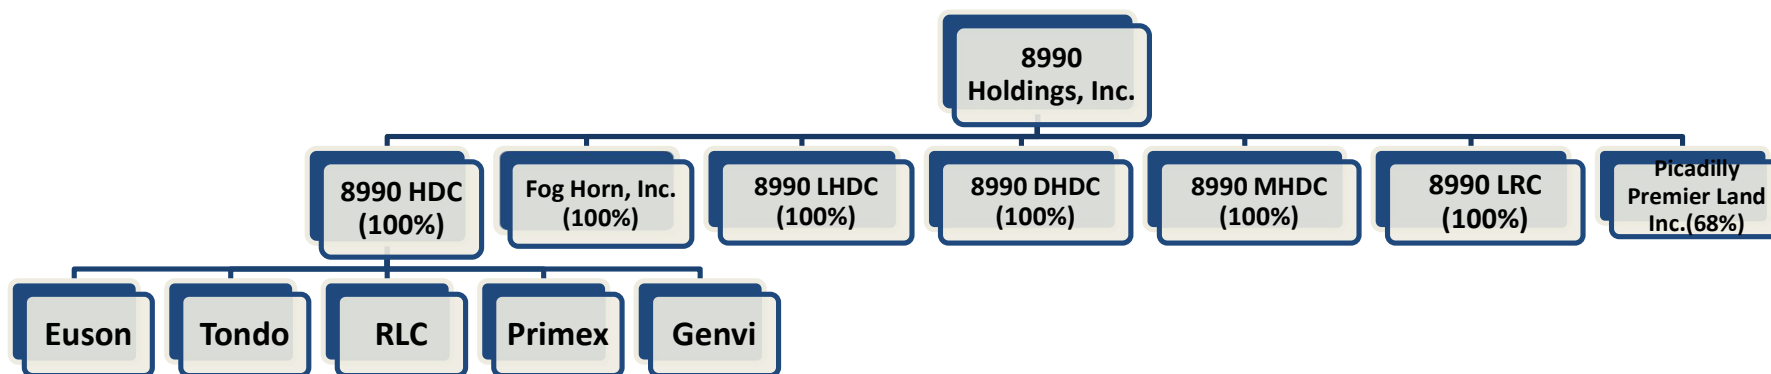 8990
Holdings, Inc.
8990 HDC
(100%)
Fog Horn, Inc.
(100%)
8990 LHDC
(100%)
8990 DHDC
(100%)
8990 MHDC
(100%)
8990 LRC
(100%)
Picadilly
Premier Land
Inc.(68%)
Euson
Tondo
RLC
Primex
Genvi